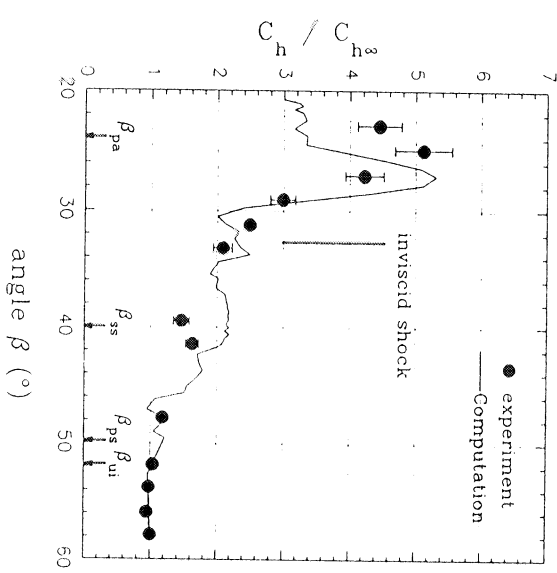 C_h / C_h∞
7
6
5
4
3
2
1
0
experiment
Computation
inviscid shock
β_pa
β_ss
β_ps
β_ui
20
30
40
50
60
angle β (°)